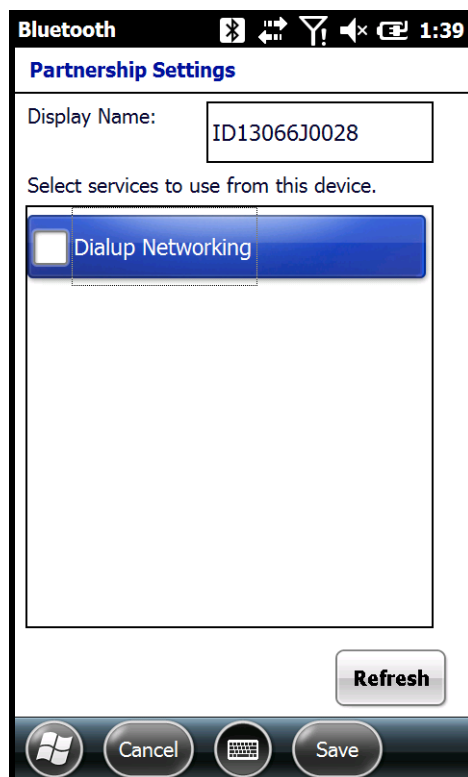 Bluetooth 1:39
Partnership Settings
Display Name:
ID13066J0028
Select services to use from this device.
Dialup Networking
Refresh
Cancel Save